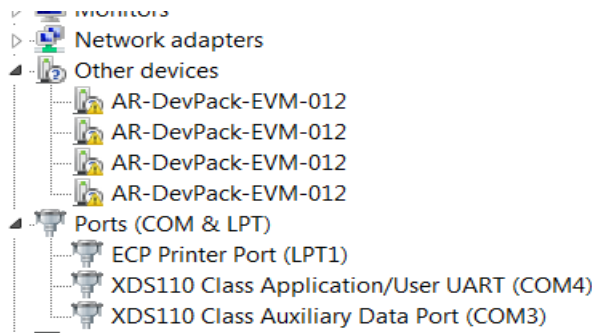 Monitors
Network adapters
Other devices
AR-DevPack-EVM-012
AR-DevPack-EVM-012
AR-DevPack-EVM-012
AR-DevPack-EVM-012
Ports (COM & LPT)
ECP Printer Port (LPT1)
XDS110 Class Application/User UART (COM4)
XDS110 Class Auxiliary Data Port (COM3)